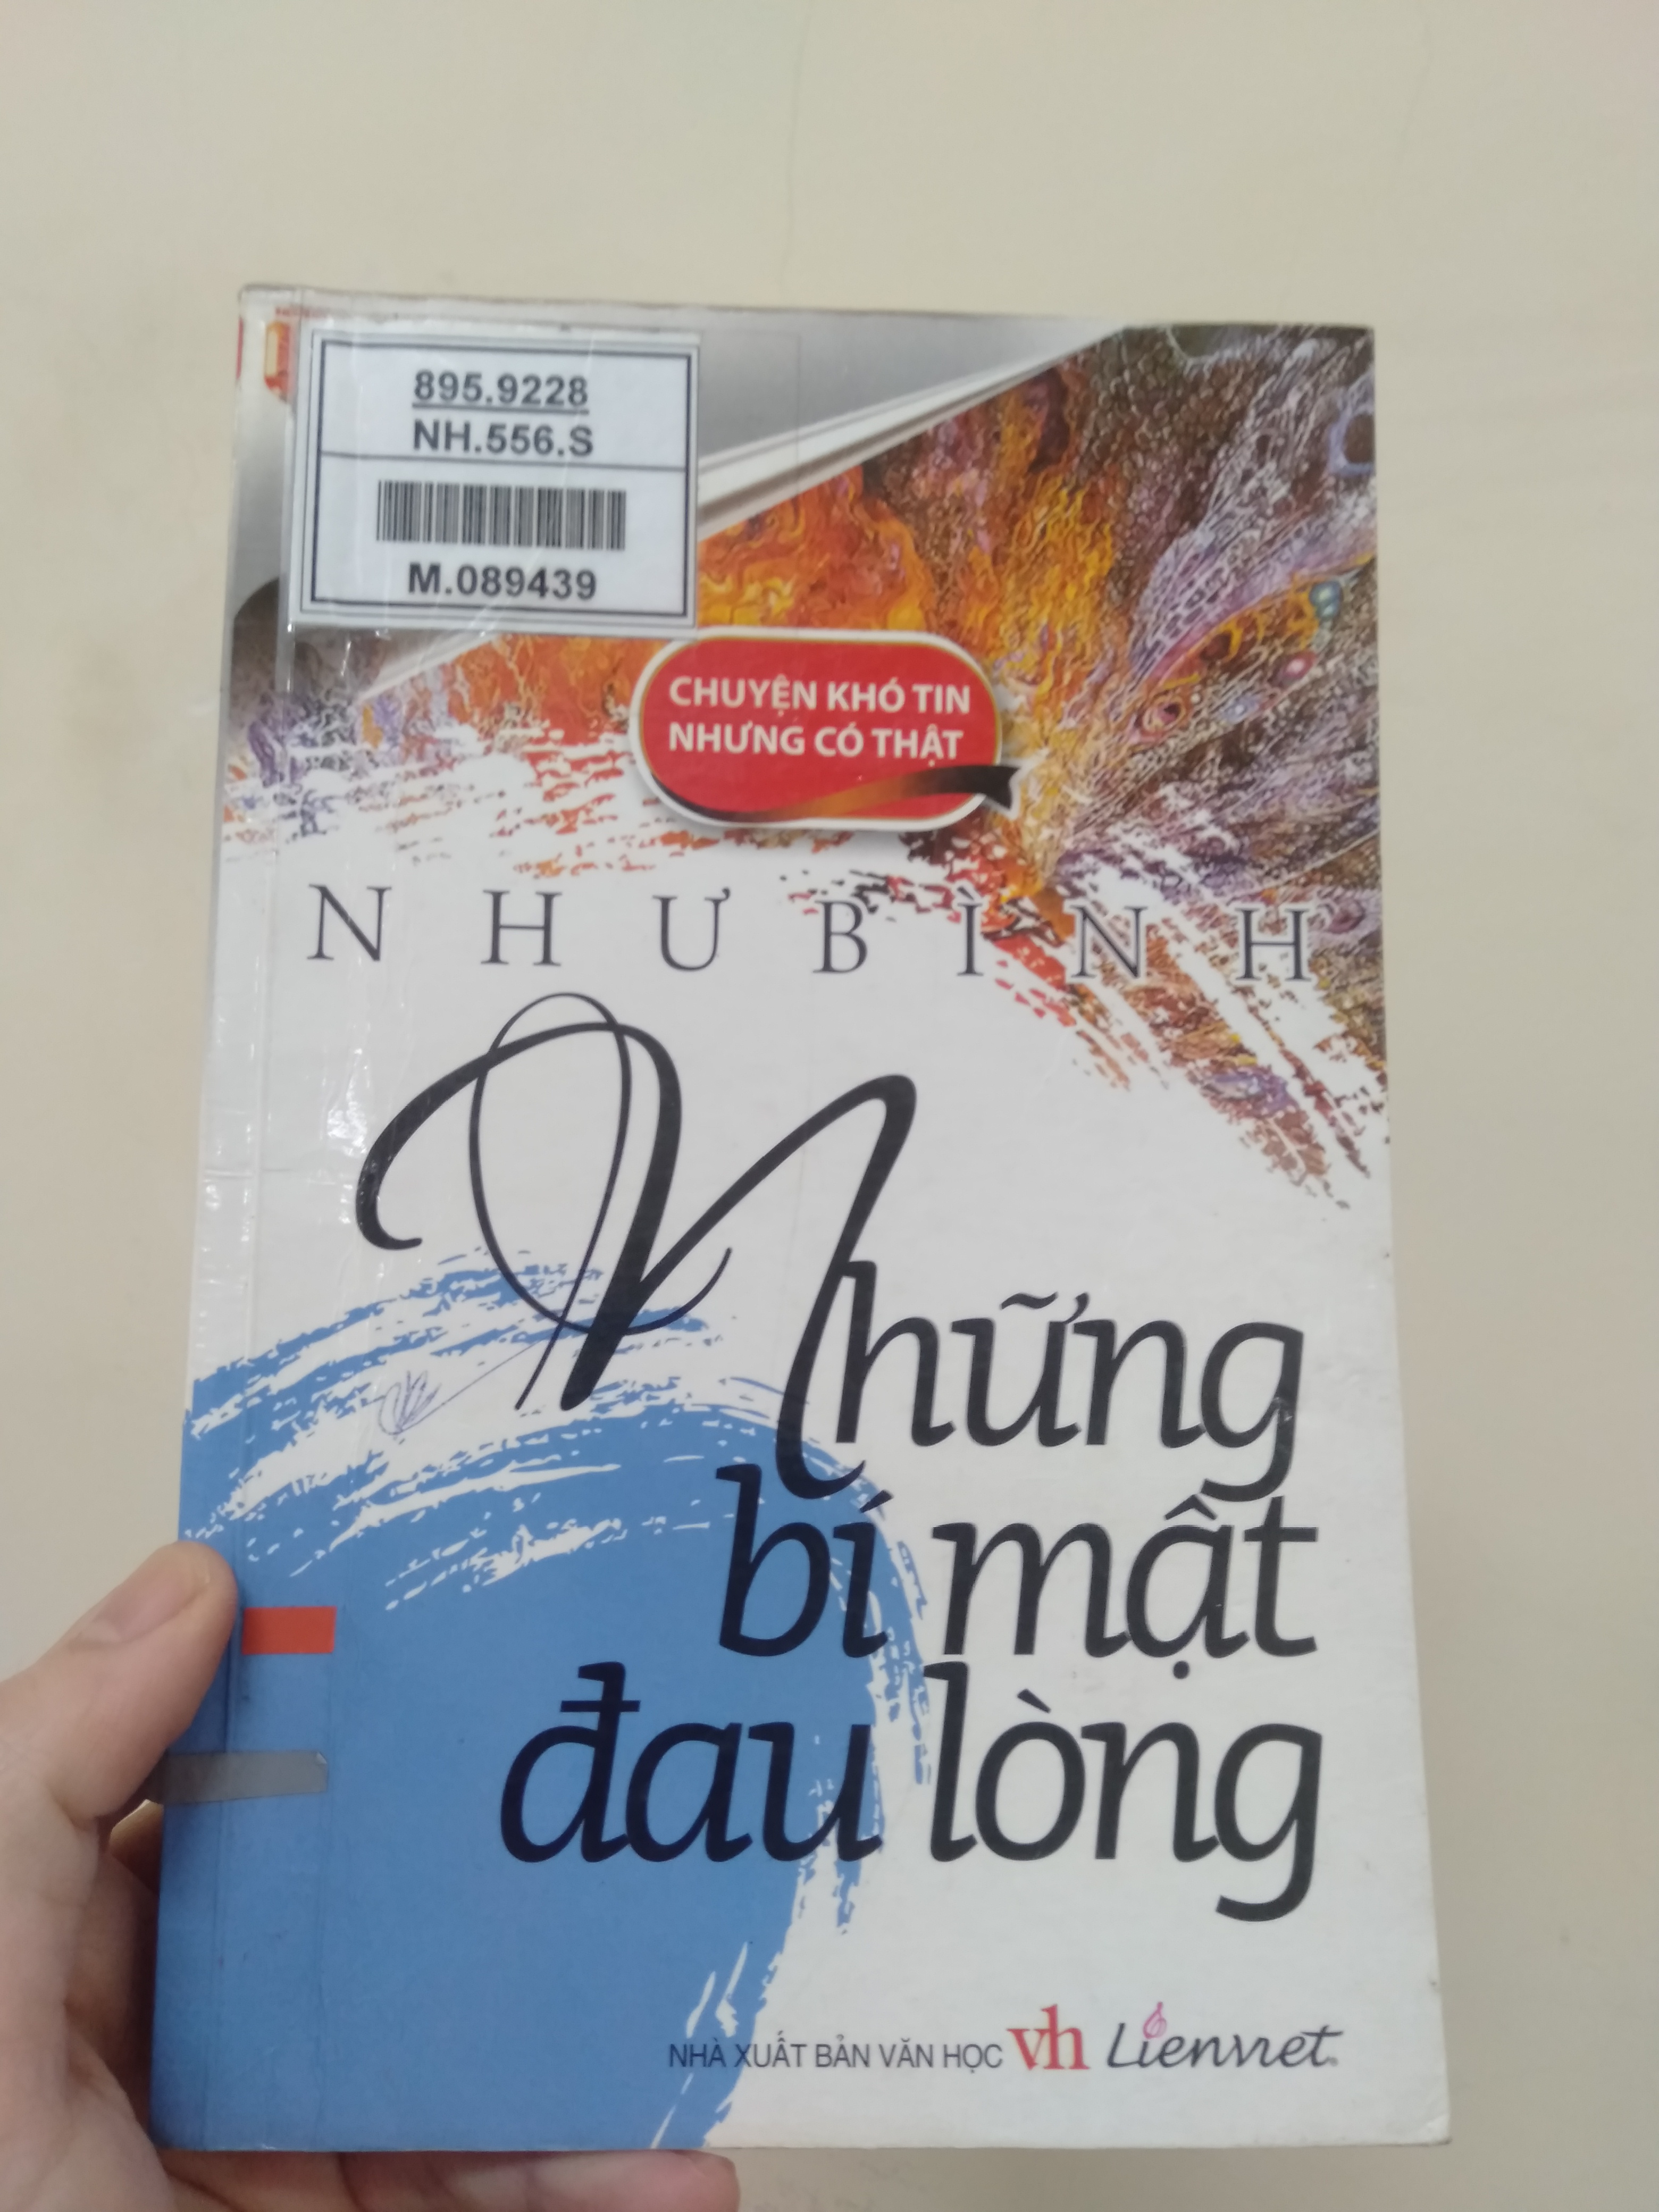 895.9228
NH.556.S
M.089439
CHUYỆN KHÓ TIN
NHƯNG CÓ THẬT
NHƯ BÌNH
Những
bí mật
đau lòng
NHÀ XUẤT BẢN VĂN HỌC vh Lienviet